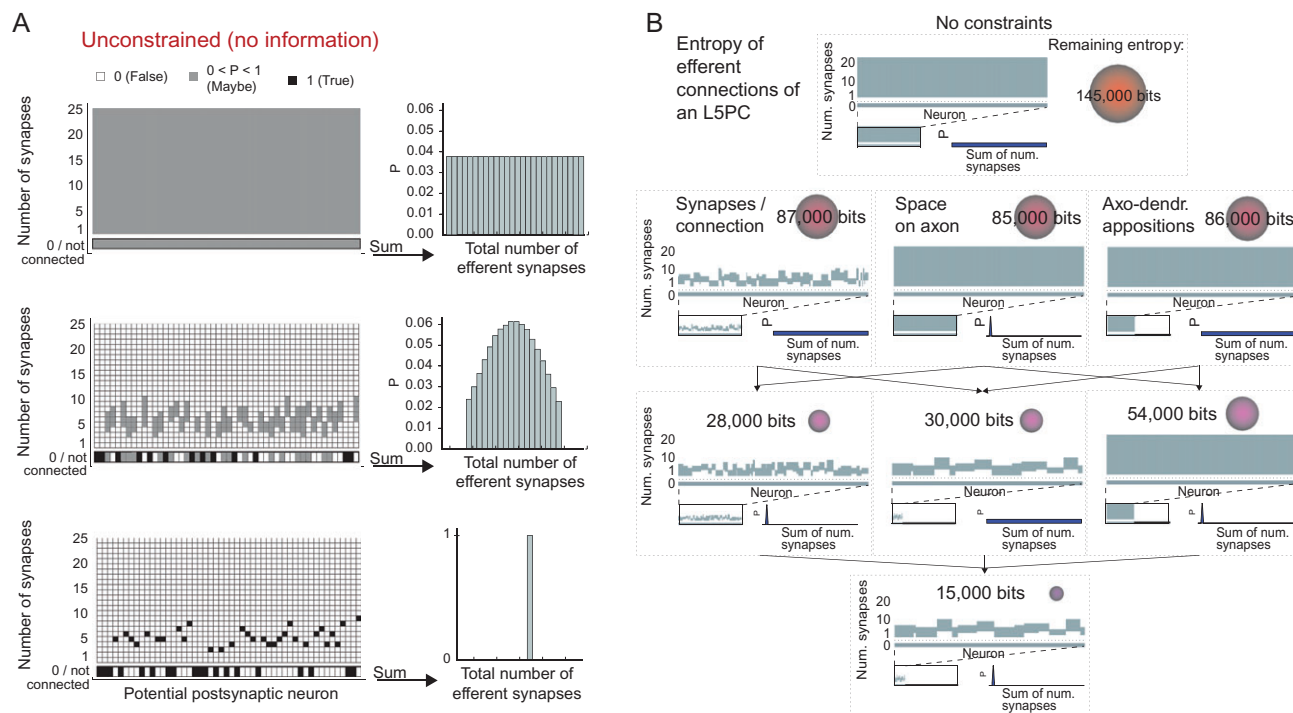 A
Unconstrained (no information)
0 (False)
0 < P < 1
(Maybe)
1 (True)
Number of synapses
25
20
15
10
5
1
0 / not
connected
Sum
P
0.06
0.05
0.04
0.03
0.02
0.01
0.00
Total number of
efferent synapses
Number of synapses
25
20
15
10
5
1
0 / not
connected
Sum
P
0.06
0.05
0.04
0.03
0.02
0.01
0.00
Total number of
efferent synapses
Number of synapses
25
20
15
10
5
1
0 / not
connected
Potential postsynaptic neuron
Sum
1
0
Total number of
efferent synapses
B
Entropy of
efferent
connections of
an L5PC
No constraints
Remaining entropy:
145,000 bits
Num. synapses
20
10
1
0
Neuron
P
Sum of num.
synapses
Synapses /
connection
87,000 bits
Num. synapses
20
10
1
0
Neuron
P
Sum of num.
synapses
Space
on axon
85,000 bits
Neuron
P
Sum of num.
synapses
Axo-dendr.
appositions
86,000 bits
Neuron
P
Sum of num.
synapses
28,000 bits
Num. synapses
20
10
1
0
Neuron
P
Sum of num.
synapses
30,000 bits
Neuron
P
Sum of num.
synapses
54,000 bits
Neuron
P
Sum of num.
synapses
15,000 bits
Num. synapses
20
10
1
0
Neuron
P
Sum of num.
synapses